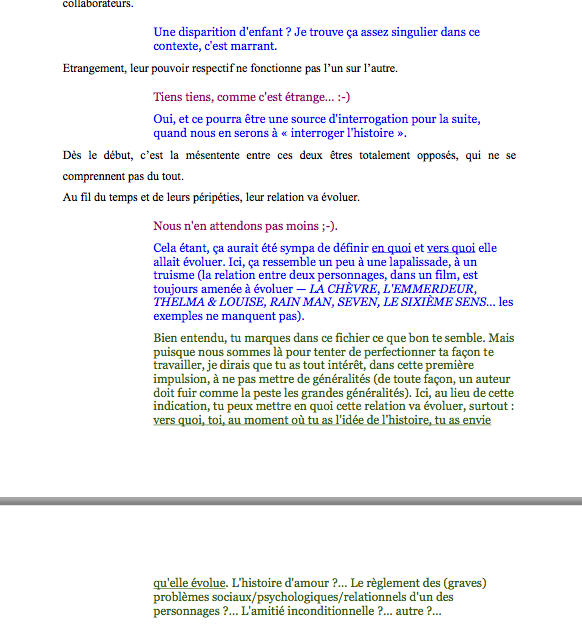 collaborateurs.
Une disparition d'enfant ? Je trouve ça assez singulier dans ce
contexte, c'est marrant.
Etrangement, leur pouvoir respectif ne fonctionne pas l'un sur l'autre.
Tiens tiens, comme c'est étrange... :-)
Oui, et ce pourra être une source d'interrogation pour la suite,
quand nous en serons à « interroger l'histoire ».
Dès le début, c'est la mésentente entre ces deux êtres totalement opposés, qui ne se
comprennent pas du tout.
Au fil du temps et de leurs péripéties, leur relation va évoluer.
Nous n'en attendons pas moins ;-).
Cela étant, ça aurait été sympa de définir en quoi et vers quoi elle
allait évoluer. Ici, ça ressemble un peu à une lapalissade, à un
truisme (la relation entre deux personnages, dans un film, est
toujours amenée à évoluer — LA CHÈVRE, L'EMMERDEUR,
THELMA & LOUISE, RAIN MAN, SEVEN, LE SIXIÈME SENS... les
exemples ne manquent pas).
Bien entendu, tu marques dans ce fichier ce que bon te semble. Mais
puisque nous sommes là pour tenter de perfectionner ta façon de
travailler, je dirais que tu as tout intérêt, dans cette première
impulsion, à ne pas mettre de généralités (de toute façon, un auteur
doit fuir comme la peste les grandes généralités). Ici, au lieu de cette
indication, tu peux mettre en quoi cette relation va évoluer, surtout :
vers quoi, toi, au moment où tu as l'idée de l'histoire, tu as envie
qu'elle évolue. L'histoire d'amour ?... Le règlement des (graves)
problèmes sociaux/psychologiques/relationnels d'un des
personnages ?... L'amitié inconditionnelle ?... autre ?...